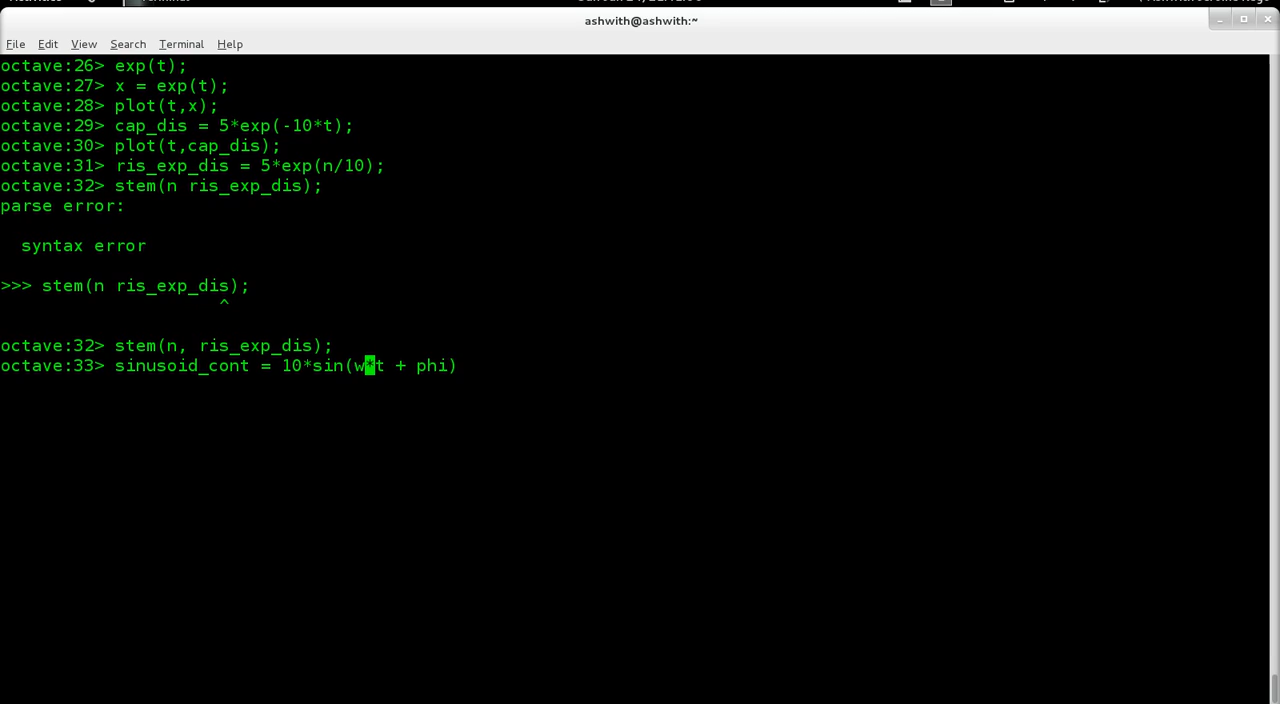 ashwith@ashwith:~
File Edit View Search Terminal Help
octave:26> exp(t);
octave:27> x = exp(t);
octave:28> plot(t,x);
octave:29> cap_dis = 5*exp(-10*t);
octave:30> plot(t,cap_dis);
octave:31> ris_exp_dis = 5*exp(n/10);
octave:32> stem(n ris_exp_dis);
parse error:
syntax error
>>> stem(n ris_exp_dis);
^
octave:32> stem(n, ris_exp_dis);
octave:33> sinusoid_cont = 10*sin(w*t + phi)